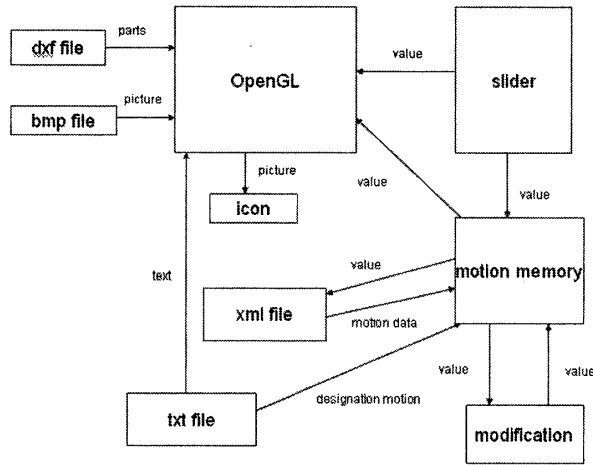 parts
dxf file
OpenGL
value
slider
picture
bmp file
picture
value
value
icon
text
value
motion memory
xml file
motion data
value
value
designation motion
txt file
modification